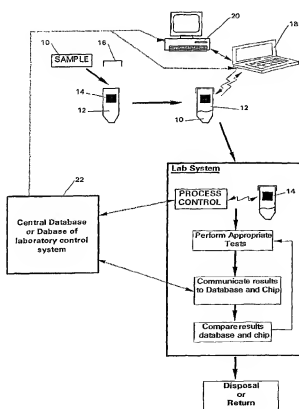 20
18
10
SAMPLE
16
14
12
12
10
22
Central Database
or Dabase of
laboratory control
system
Lab System
PROCESS
CONTROL
14
Perform Appropriate
Tests
Communicate results
to Database and Chip
Compare results
database and chip
Disposal
or
Return